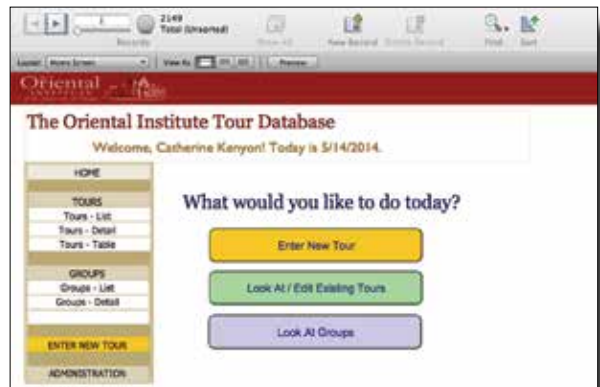 2149
Total (Unsorted)
Records
Show All
New Record
Delete Record
Find
Sort
Layout: Home Screen
View As:
Preview
Oriental
INSTITUTE
The Oriental Institute Tour Database
Welcome, Catherine Kenyon! Today is 5/14/2014.
HOME
TOURS
Tours - List
Tours - Detail
Tours - Table
GROUPS
Groups - List
Groups - Detail
ENTER NEW TOUR
ADMINISTRATION
What would you like to do today?
Enter New Tour
Look At / Edit Existing Tours
Look At Groups